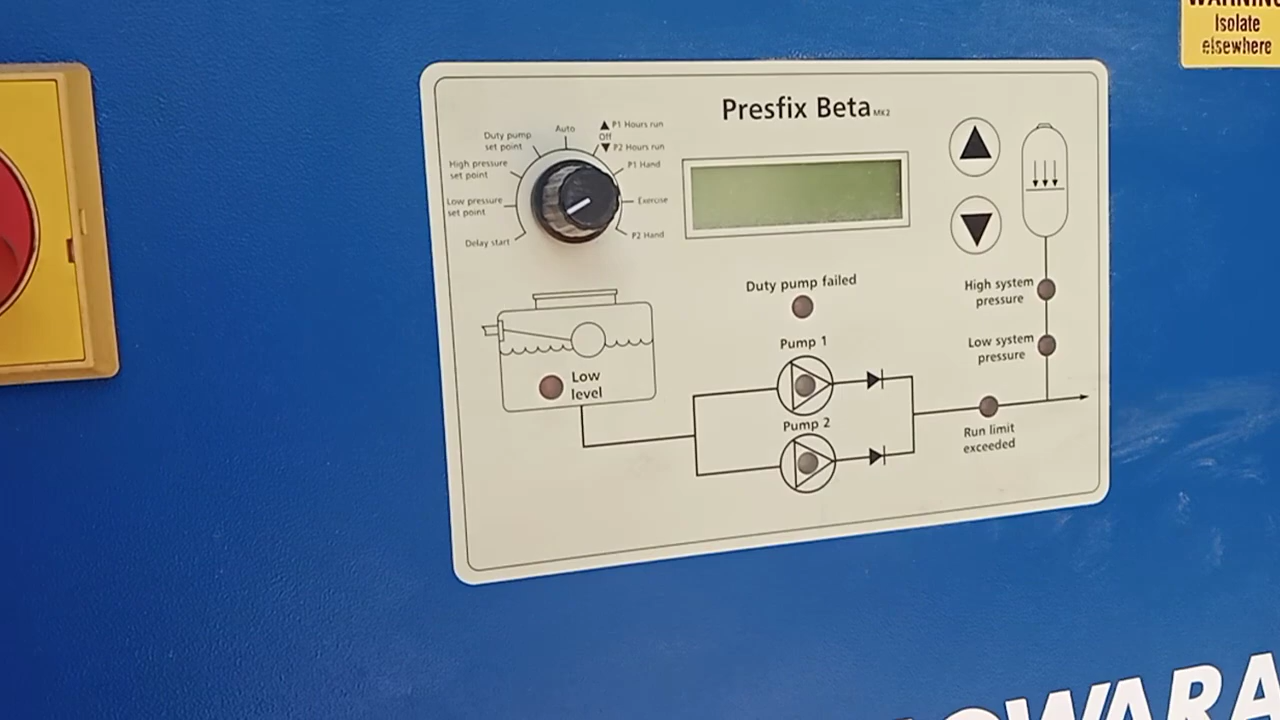 WARNING
Isolate
elsewhere
Presfix Beta MK2
Auto
▲ P1 Hours run
Off
▼ P2 Hours run
Duty pump
set point
P1 Hand
High pressure
set point
Exercise
Low pressure
set point
P2 Hand
Delay start
Duty pump failed
High system
pressure
Pump 1
Low system
pressure
Low
level
Pump 2
Run limit
exceeded
OWARA